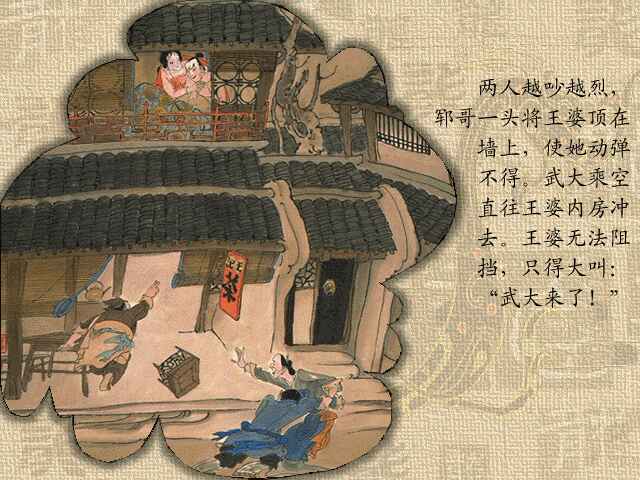 两人越吵越烈，
郓哥一头将王婆顶在
墙上，使她动弹
不得。武大乘空
直往王婆内房冲
去。王婆无法阻
挡，只得大叫：
“武大来了！”
茶